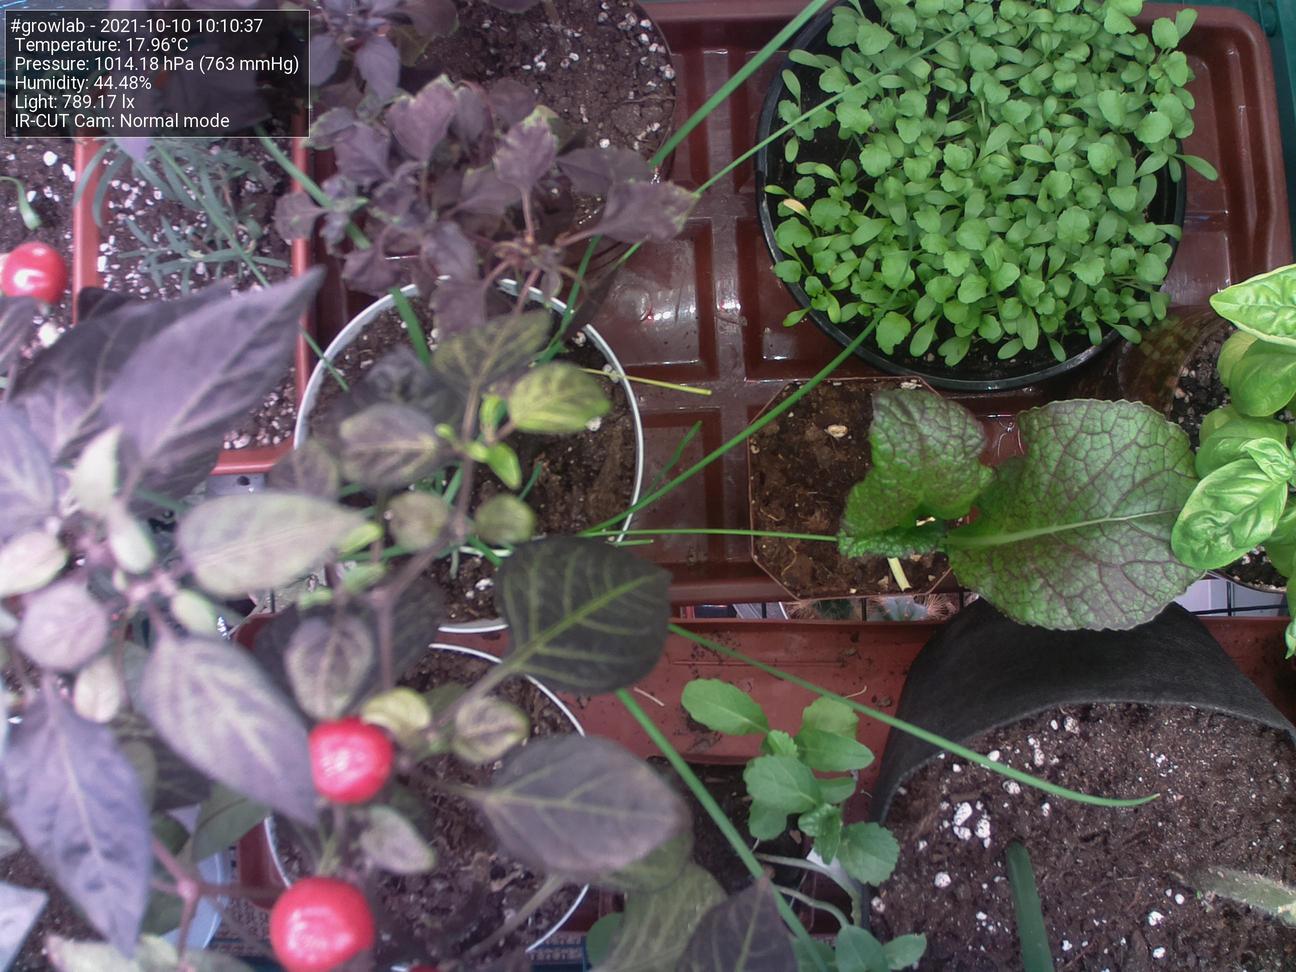 #growlab - 2021-10-10 10:10:37
Temperature: 17.96°C
Pressure: 1014.18 hPa (763 mmHg)
Humidity: 44.48%
Light: 789.17 lx
IR-CUT Cam: Normal mode